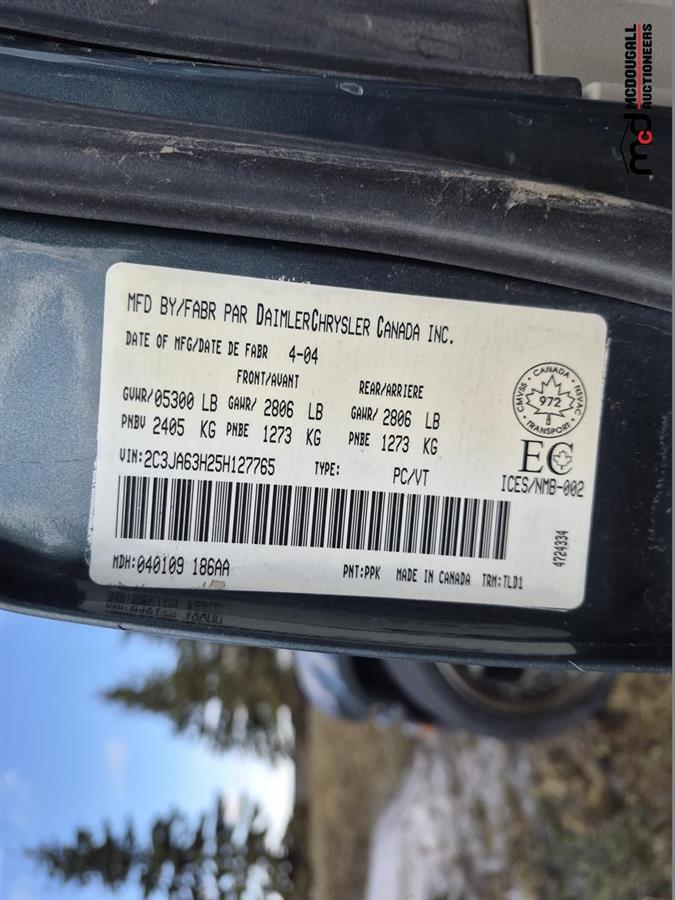 MCDOUGALL
AUCTIONEERS
mcd
MFD BY/FABR PAR DAIMLERCHRYSLER CANADA INC.
DATE OF MFG/DATE DE FABR 4-04
FRONT/AVANT REAR/ARRIERE
GVWR/05300 LB GAWR/ 2806 LB GAWR/ 2806 LB
PNBV 2405 KG PNBE 1273 KG PNBE 1273 KG
VIN:2C3JA63H25H127765 TYPE: PC/VT
CANADA
CMVSS · NSVAC
972
TRANSPORT
EC
ICES/NMB-002
4724334
MDH:040109 186AA PNT:PPK MADE IN CANADA TRM:TLD1